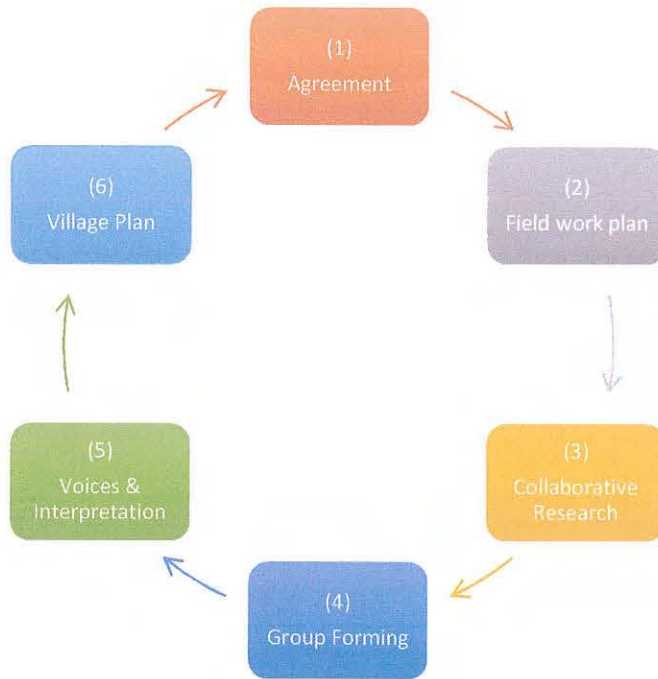 (1)
Agreement
(2)
Field work plan
(3)
Collaborative
Research
(4)
Group Forming
(5)
Voices &
Interpretation
(6)
Village Plan